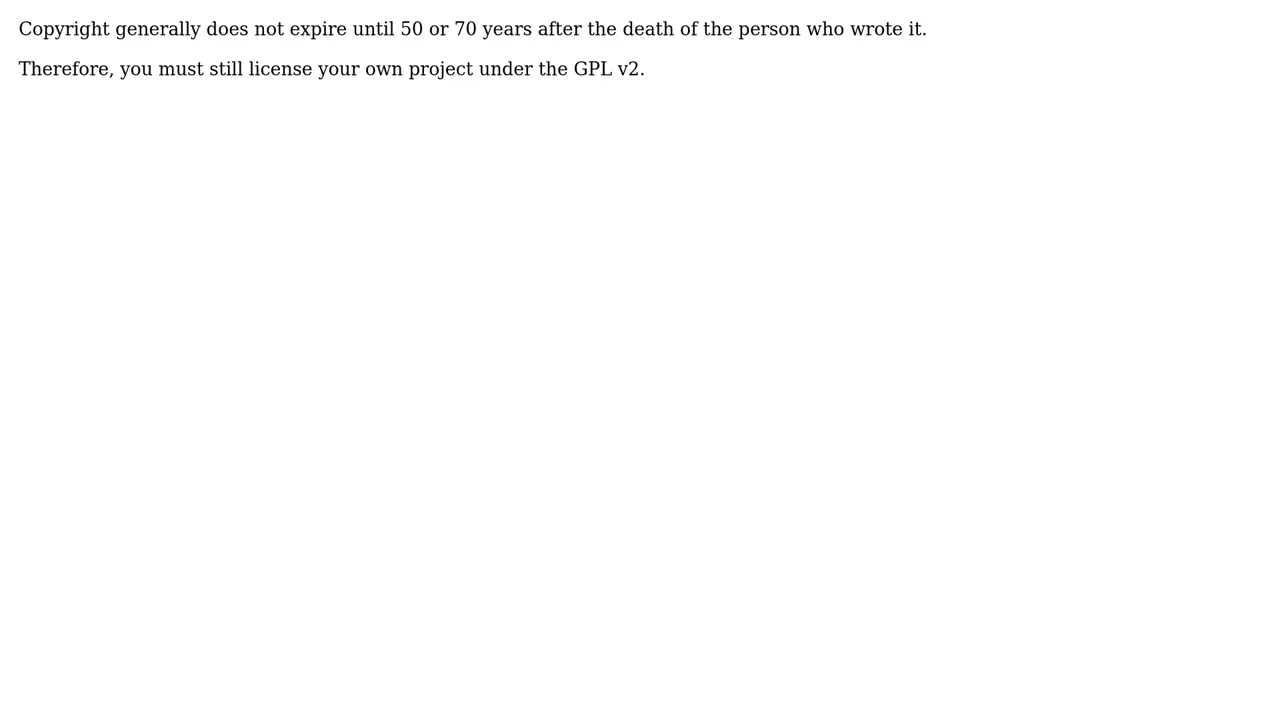 Copyright generally does not expire until 50 or 70 years after the death of the person who wrote it.
Therefore, you must still license your own project under the GPL v2.